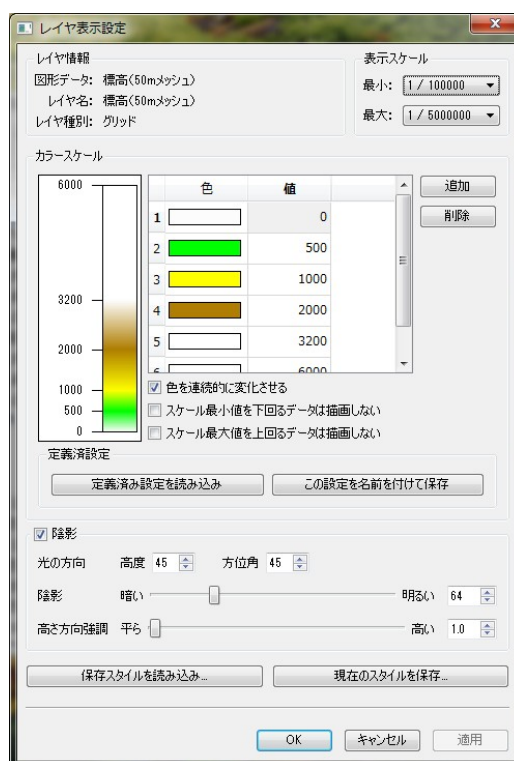 レイヤ表示設定
レイヤ情報
図形データ: 標高(50mメッシュ)
レイヤ名: 標高(50mメッシュ)
レイヤ種別: グリッド
表示スケール
最小: 1 / 100000
最大: 1 / 5000000
カラースケール
6000
3200
2000
1000
500
0
色 値
1 0
2 500
3 1000
4 2000
5 3200
6 6000
追加
削除
色を連続的に変化させる
スケール最小値を下回るデータは描画しない
スケール最大値を上回るデータは描画しない
定義済設定
定義済み設定を読み込み この設定を名前を付けて保存
陰影
光の方向 高度 45 方位角 45
陰影 暗い 明るい 64
高さ方向強調 平ら 高い 1.0
保存スタイルを読み込み... 現在のスタイルを保存...
OK キャンセル 適用